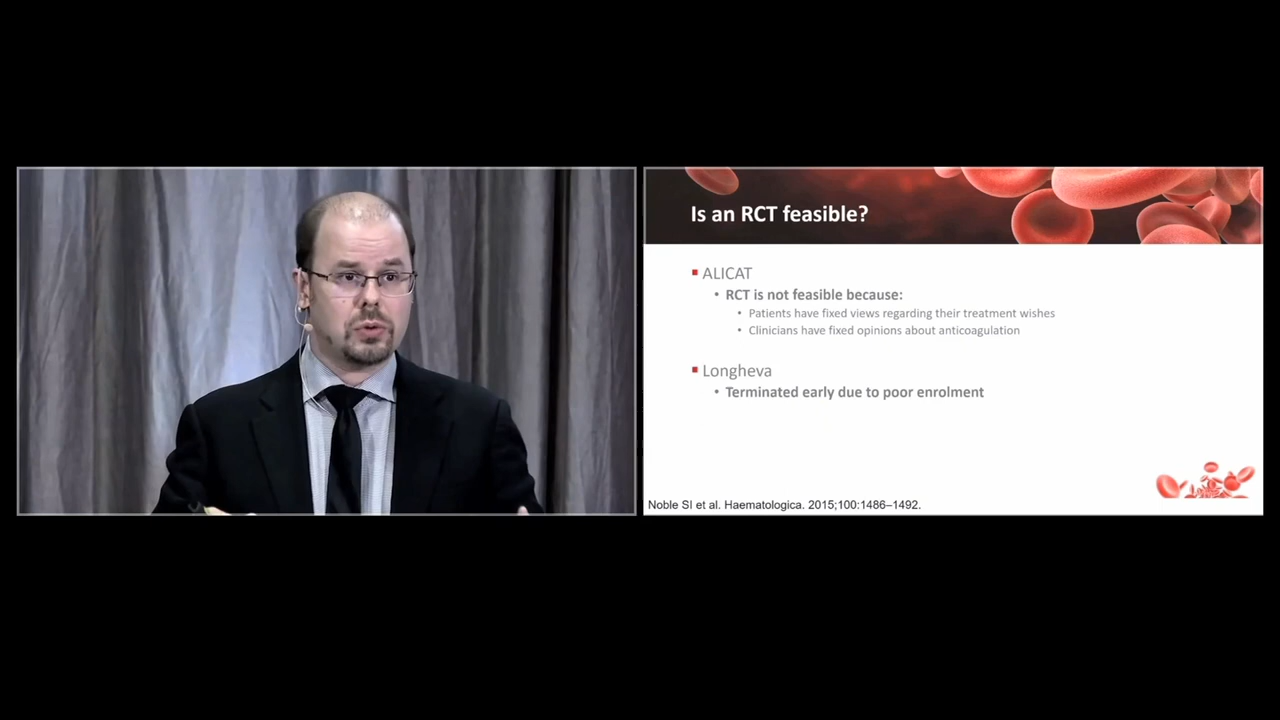 Is an RCT feasible?
ALICAT
RCT is not feasible because:
Patients have fixed views regarding their treatment wishes
Clinicians have fixed opinions about anticoagulation
Longheva
Terminated early due to poor enrolment
Noble SI et al. Haematologica. 2015;100:1486–1492.